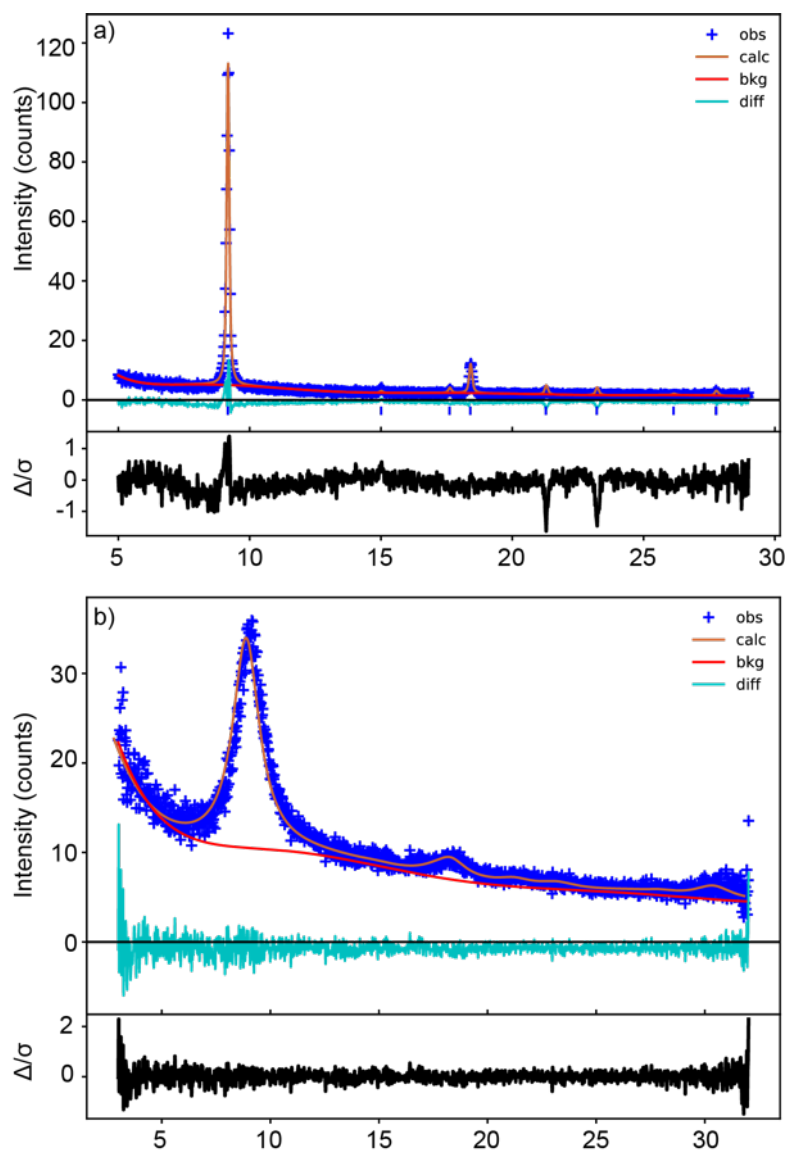 a)
obs
calc
bkg
diff
Intensity (counts)
120
100
80
60
40
20
0
Δ/σ
1
0
-1
5 10 15 20 25 30
b)
obs
calc
bkg
diff
Intensity (counts)
30
20
10
0
Δ/σ
2
0
5 10 15 20 25 30